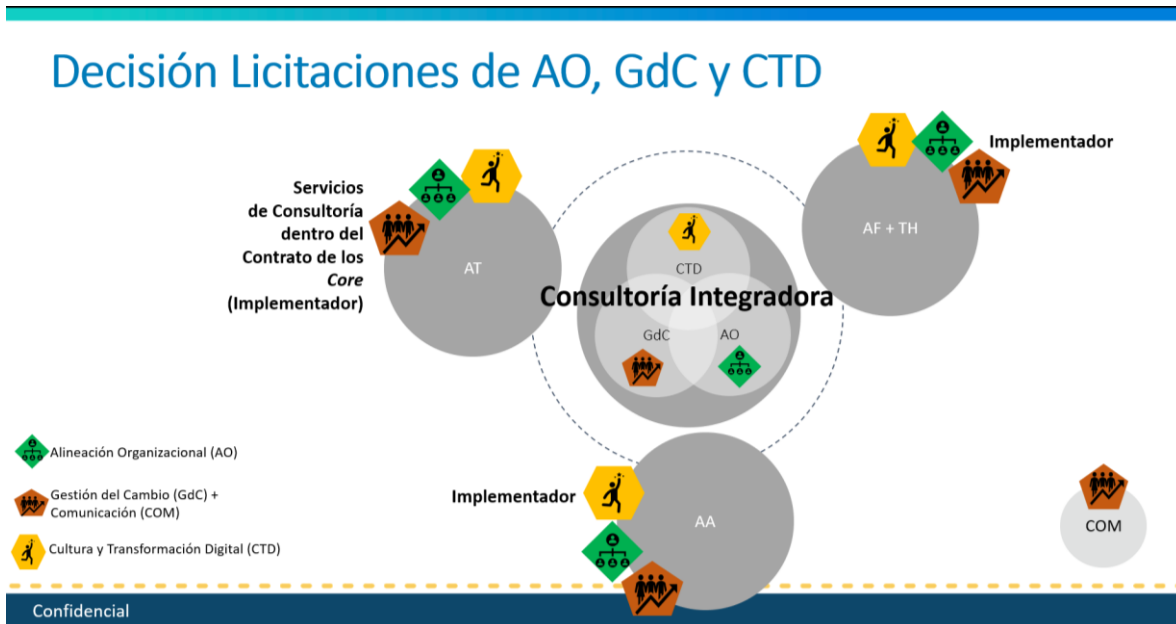 Decisión Licitaciones de AO, GdC y CTD
Servicios
de Consultoría
dentro del
Contrato de los
Core
(Implementador)
AT
Implementador
AF + TH
CTD
Consultoría Integradora
GdC
AO
Implementador
AA
Alineación Organizacional (AO)
Gestión del Cambio (GdC) +
Comunicación (COM)
Cultura y Transformación Digital (CTD)
COM
Confidencial